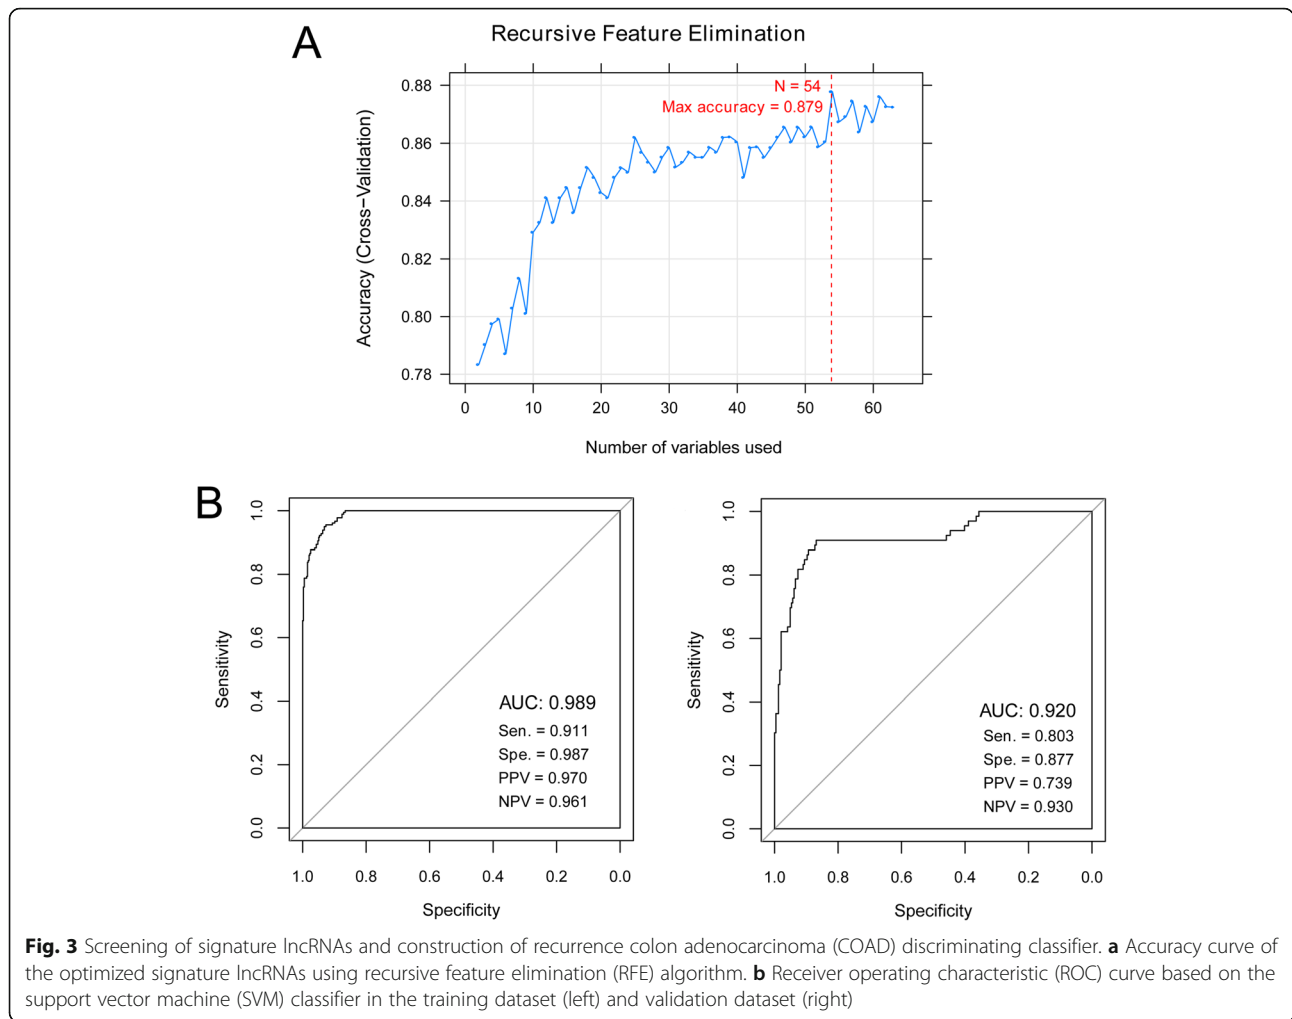 A
Recursive Feature Elimination
N = 54
Max accuracy = 0.879
Accuracy (Cross−Validation)
0.88
0.86
0.84
0.82
0.80
0.78
0 10 20 30 40 50 60
Number of variables used
B
Sensitivity
1.0
0.8
0.6
0.4
0.2
0.0
AUC: 0.989
Sen. = 0.911
Spe. = 0.987
PPV = 0.970
NPV = 0.961
1.0 0.8 0.6 0.4 0.2 0.0
Specificity
Sensitivity
1.0
0.8
0.6
0.4
0.2
0.0
AUC: 0.920
Sen. = 0.803
Spe. = 0.877
PPV = 0.739
NPV = 0.930
1.0 0.8 0.6 0.4 0.2 0.0
Specificity
Fig. 3 Screening of signature lncRNAs and construction of recurrence colon adenocarcinoma (COAD) discriminating classifier. a Accuracy curve of
the optimized signature lncRNAs using recursive feature elimination (RFE) algorithm. b Receiver operating characteristic (ROC) curve based on the
support vector machine (SVM) classifier in the training dataset (left) and validation dataset (right)